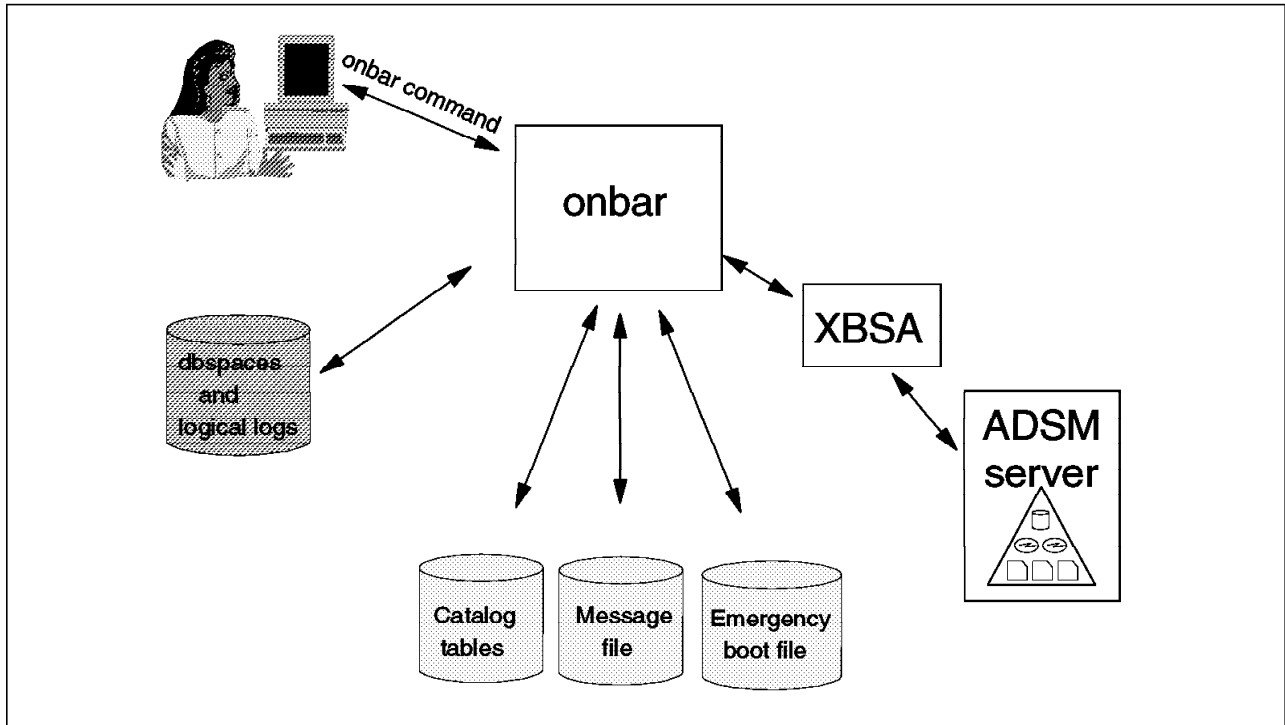 onbar command
onbar
XBSA
dbspaces
and
logical logs
ADSM
server
Catalog
tables
Message
file
Emergency
boot file